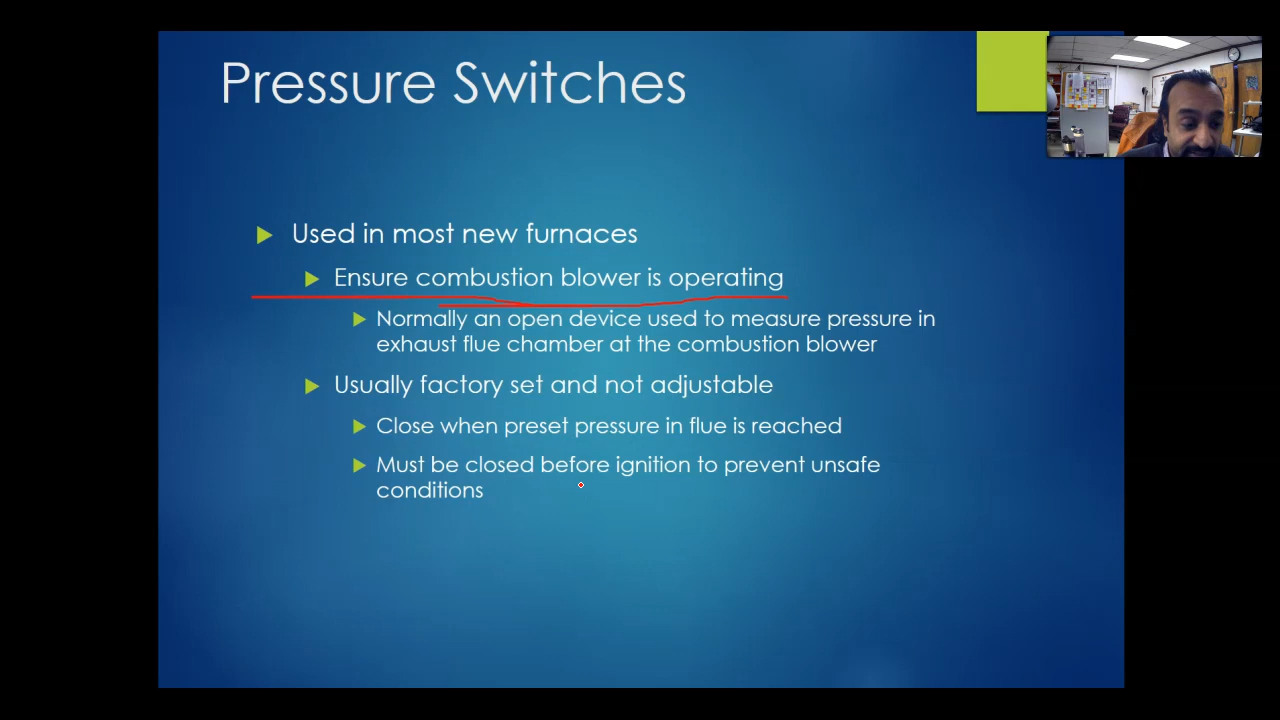 Pressure Switches
Used in most new furnaces
Ensure combustion blower is operating
Normally an open device used to measure pressure in
exhaust flue chamber at the combustion blower
Usually factory set and not adjustable
Close when preset pressure in flue is reached
Must be closed before ignition to prevent unsafe
conditions